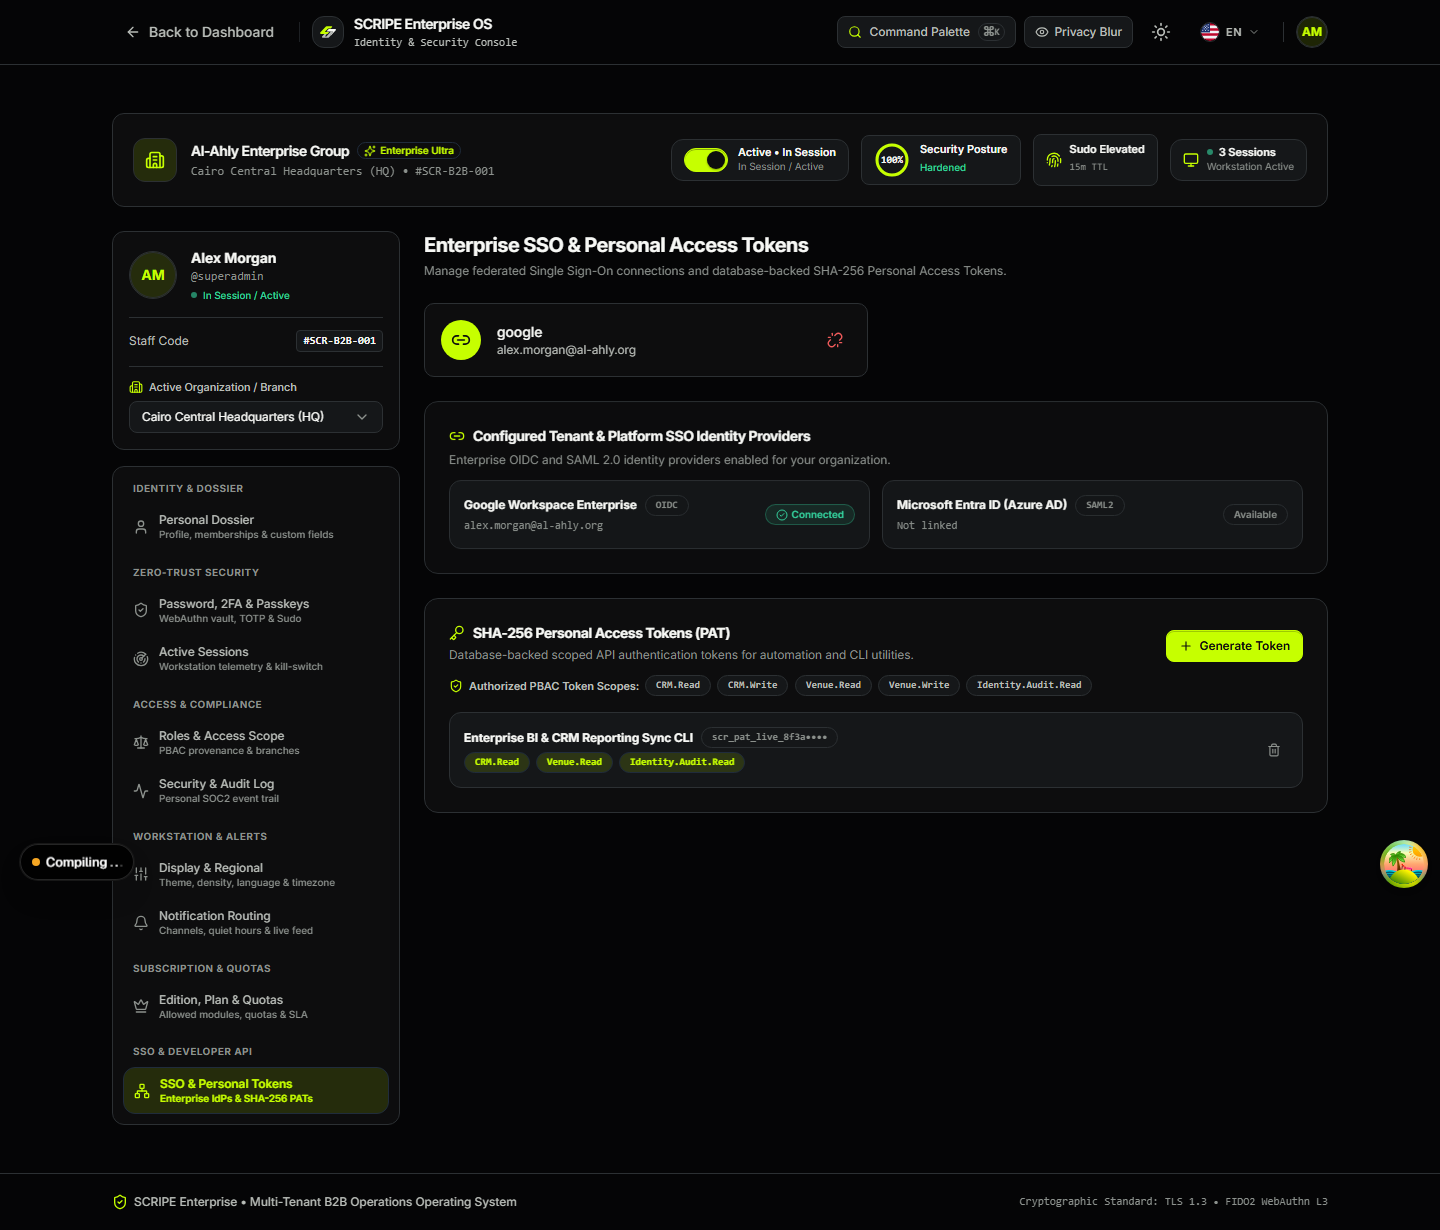 Back to Dashboard
SCRIPE Enterprise OS
Identity & Security Console
Command Palette ⌘K
Privacy Blur
EN
AM
Al-Ahly Enterprise Group
Enterprise Ultra
Cairo Central Headquarters (HQ) • #SCR-B2B-001
Active • In Session
In Session / Active
100%
Security Posture
Hardened
Sudo Elevated
15m TTL
3 Sessions
Workstation Active
AM
Alex Morgan
@superadmin
In Session / Active
Staff Code
#SCR-B2B-001
Active Organization / Branch
Cairo Central Headquarters (HQ)
IDENTITY & DOSSIER
Personal Dossier
Profile, memberships & custom fields
ZERO-TRUST SECURITY
Password, 2FA & Passkeys
WebAuthn vault, TOTP & Sudo
Active Sessions
Workstation telemetry & kill-switch
ACCESS & COMPLIANCE
Roles & Access Scope
PBAC provenance & branches
Security & Audit Log
Personal SOC2 event trail
WORKSTATION & ALERTS
Compiling ...
Display & Regional
Theme, density, language & timezone
Notification Routing
Channels, quiet hours & live feed
SUBSCRIPTION & QUOTAS
Edition, Plan & Quotas
Allowed modules, quotas & SLA
SSO & DEVELOPER API
SSO & Personal Tokens
Enterprise IdPs & SHA-256 PATs
Enterprise SSO & Personal Access Tokens
Manage federated Single Sign-On connections and database-backed SHA-256 Personal Access Tokens.
google
alex.morgan@al-ahly.org
Configured Tenant & Platform SSO Identity Providers
Enterprise OIDC and SAML 2.0 identity providers enabled for your organization.
Google Workspace Enterprise OIDC
alex.morgan@al-ahly.org
Connected
Microsoft Entra ID (Azure AD) SAML2
Not linked
Available
SHA-256 Personal Access Tokens (PAT)
Database-backed scoped API authentication tokens for automation and CLI utilities.
Generate Token
Authorized PBAC Token Scopes: CRM.Read CRM.Write Venue.Read Venue.Write Identity.Audit.Read
Enterprise BI & CRM Reporting Sync CLI scr_pat_live_8f3a••••
CRM.Read Venue.Read Identity.Audit.Read
SCRIPE Enterprise • Multi-Tenant B2B Operations Operating System
Cryptographic Standard: TLS 1.3 • FIDO2 WebAuthn L3